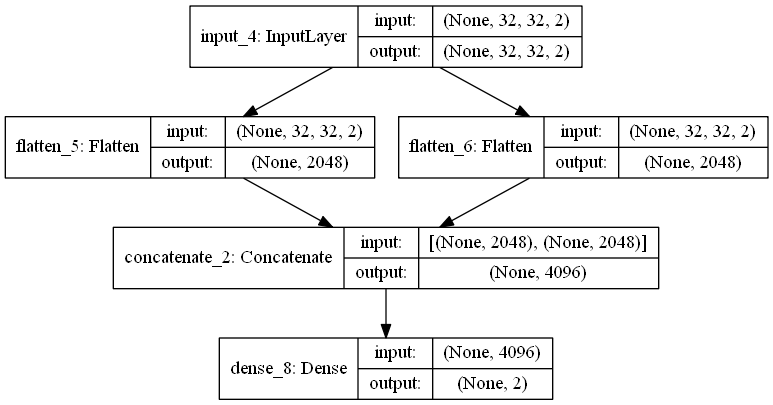 input_4: InputLayer
input: (None, 32, 32, 2)
output: (None, 32, 32, 2)
flatten_5: Flatten
input: (None, 32, 32, 2)
output: (None, 2048)
flatten_6: Flatten
input: (None, 32, 32, 2)
output: (None, 2048)
concatenate_2: Concatenate
input: [(None, 2048), (None, 2048)]
output: (None, 4096)
dense_8: Dense
input: (None, 4096)
output: (None, 2)